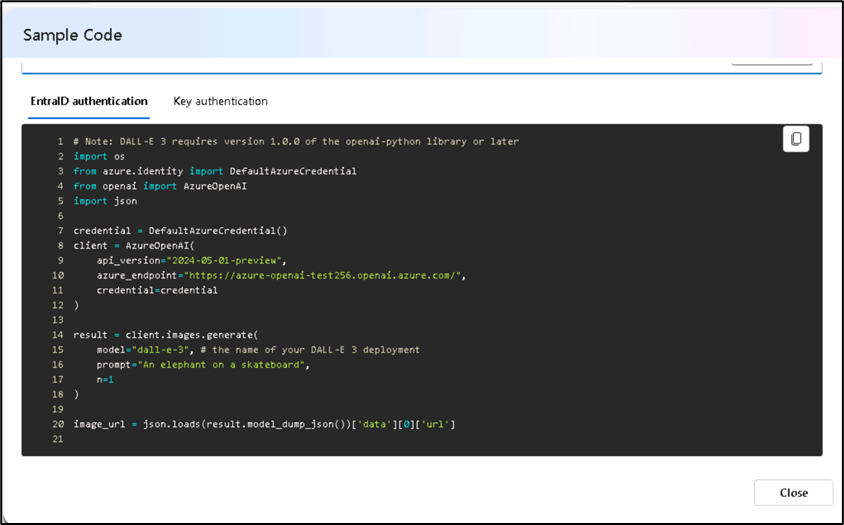 Sample Code
EntraID authentication Key authentication
1 # Note: DALL-E 3 requires version 1.0.0 of the openai-python library or later
2 import os
3 from azure.identity import DefaultAzureCredential
4 from openai import AzureOpenAI
5 import json
6
7 credential = DefaultAzureCredential()
8 client = AzureOpenAI(
9     api_version="2024-05-01-preview",
10     azure_endpoint="https://azure-openai-test256.openai.azure.com/",
11     credential=credential
12 )
13
14 result = client.images.generate(
15     model="dall-e-3", # the name of your DALL-E 3 deployment
16     prompt="An elephant on a skateboard",
17     n=1
18 )
19
20 image_url = json.loads(result.model_dump_json())['data'][0]['url']
21
Close